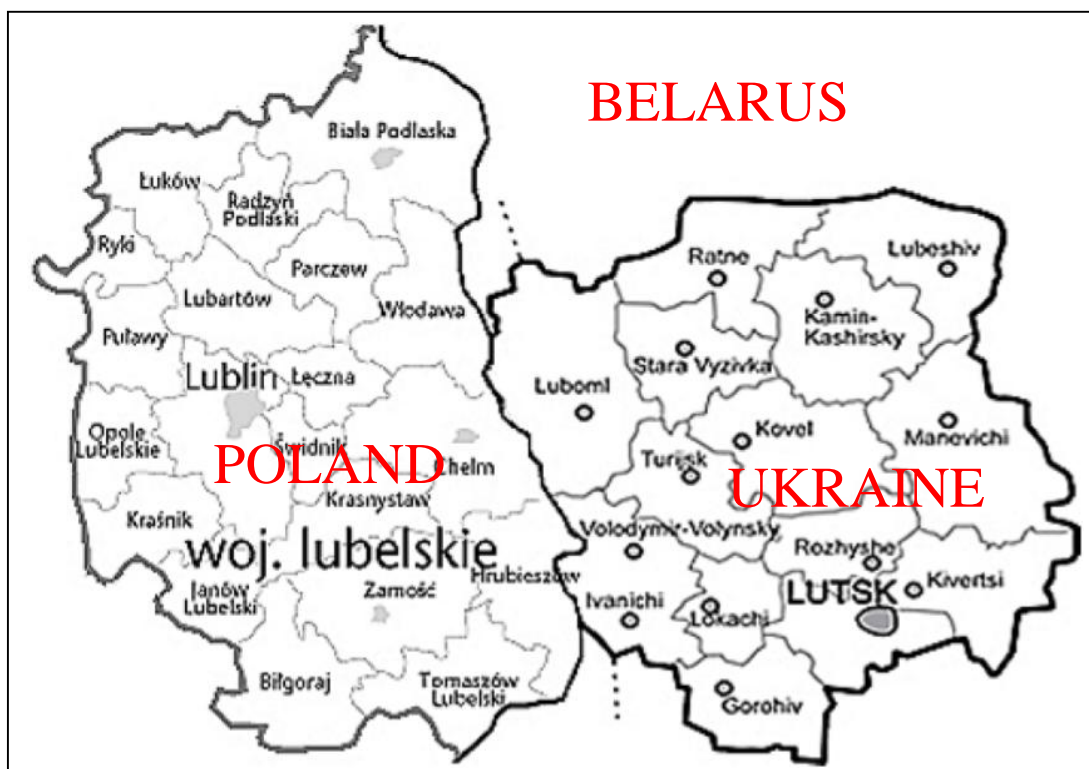 BELARUS
Biała Podlaska
Łuków
Radzyń
Podlaski
Ryki
Parczew
Lubartów
Włodawa
Puławy
Lublin
Łęczna
Opole
Lubelskie
Świdnik
Chełm
POLAND
Krasnystaw
Kraśnik
woj. lubelskie
Janów
Lubelski
Zamość
Hrubieszów
Biłgoraj
Tomaszów
Lubelski
Ratne
Lubeshiv
Kamin-
Kashirsky
Stara Vyzivka
Luboml
Kovel
Manevichi
Turijsk
UKRAINE
Volodymir-Volynsky
Rozhyshe
LUTSK
Kivertsi
Ivanichi
Lokachi
Gorohiv